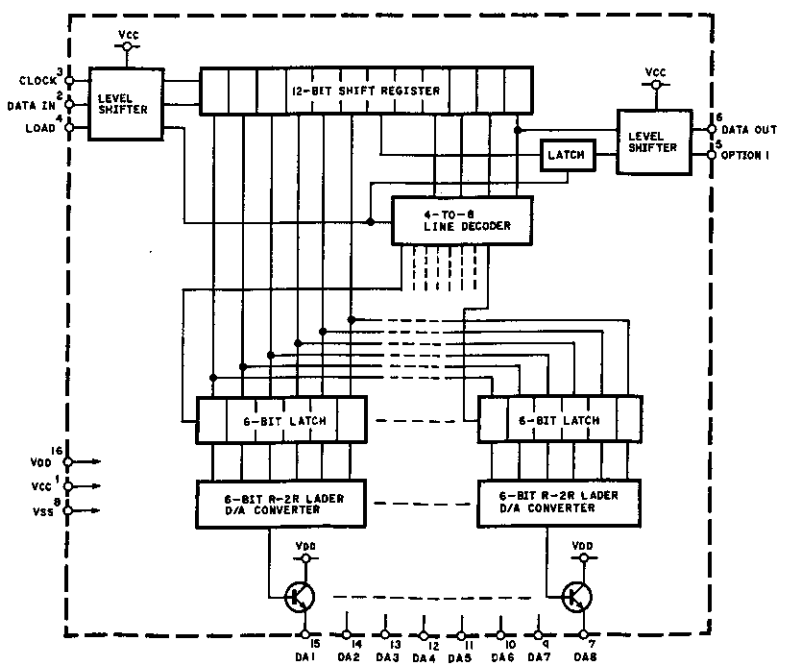 VCC
CLOCK 3
DATA IN 2
LOAD 4
LEVEL
SHIFTER
12-BIT SHIFT REGISTER
VCC
LEVEL
SHIFTER
6 DATA OUT
5 OPTION 1
LATCH
4-TO-8
LINE DECODER
6-BIT LATCH
6-BIT LATCH
VDD 16
VCC 1
VSS 8
6-BIT R-2R LADER
D/A CONVERTER
6-BIT R-2R LADER
D/A CONVERTER
VDD
VDD
15 14 13 12 11 10 9 7
DA1 DA2 DA3 DA4 DA5 DA6 DA7 DA8